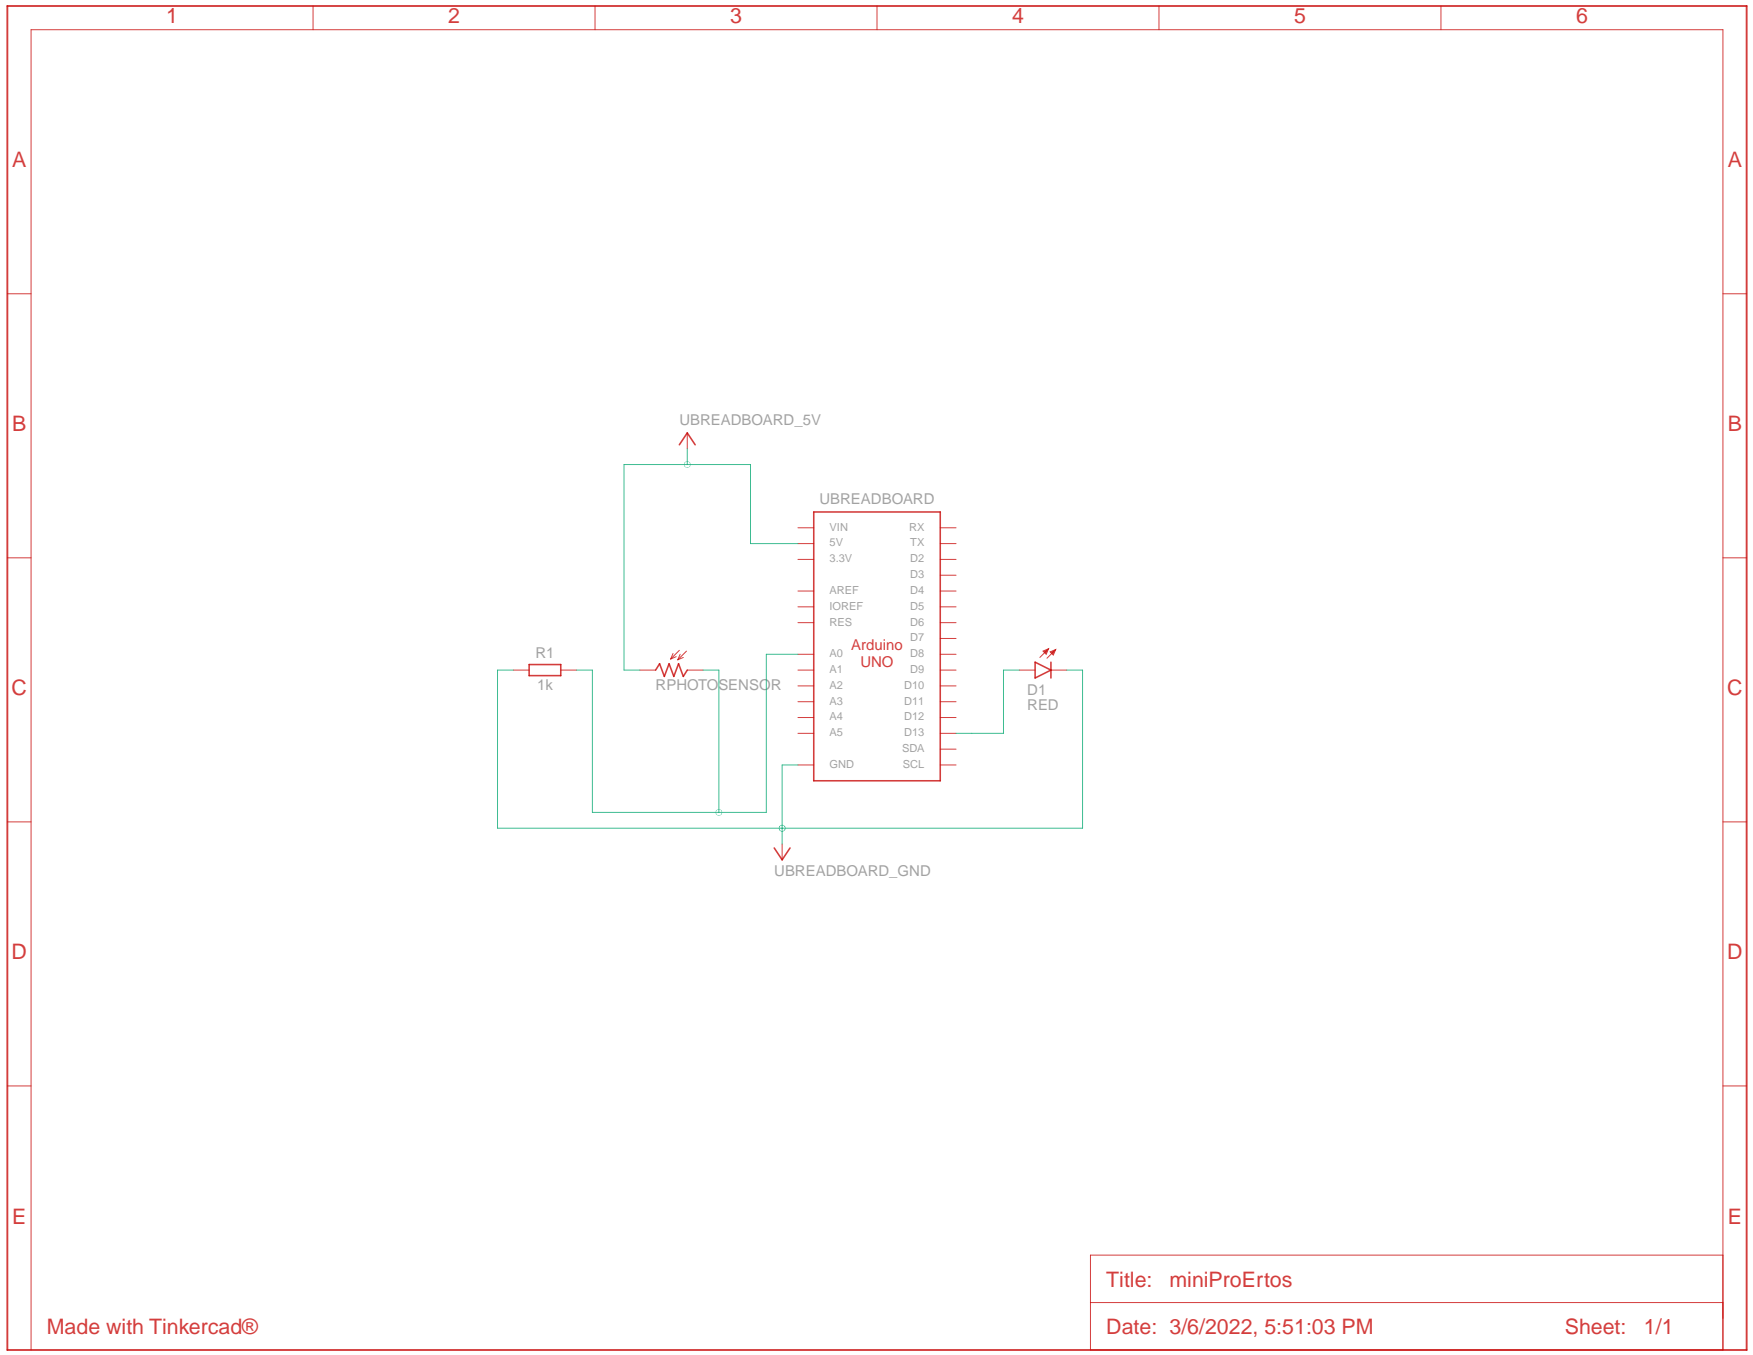 1 2 3 4 5 6
A A
B B
UBREADBOARD_5V
UBREADBOARD
VIN RX
5V TX
3.3V D2
D3
AREF D4
IOREF D5
RES D6
D7
Arduino
UNO
A0 D8
A1 D9
A2 D10
A3 D11
A4 D12
A5 D13
SDA
GND SCL
R1
1k
RPHOTOSENSOR
D1
RED
C C
UBREADBOARD_GND
D D
E E
Title: miniProErtos
Made with Tinkercad®
Date: 3/6/2022, 5:51:03 PM Sheet: 1/1